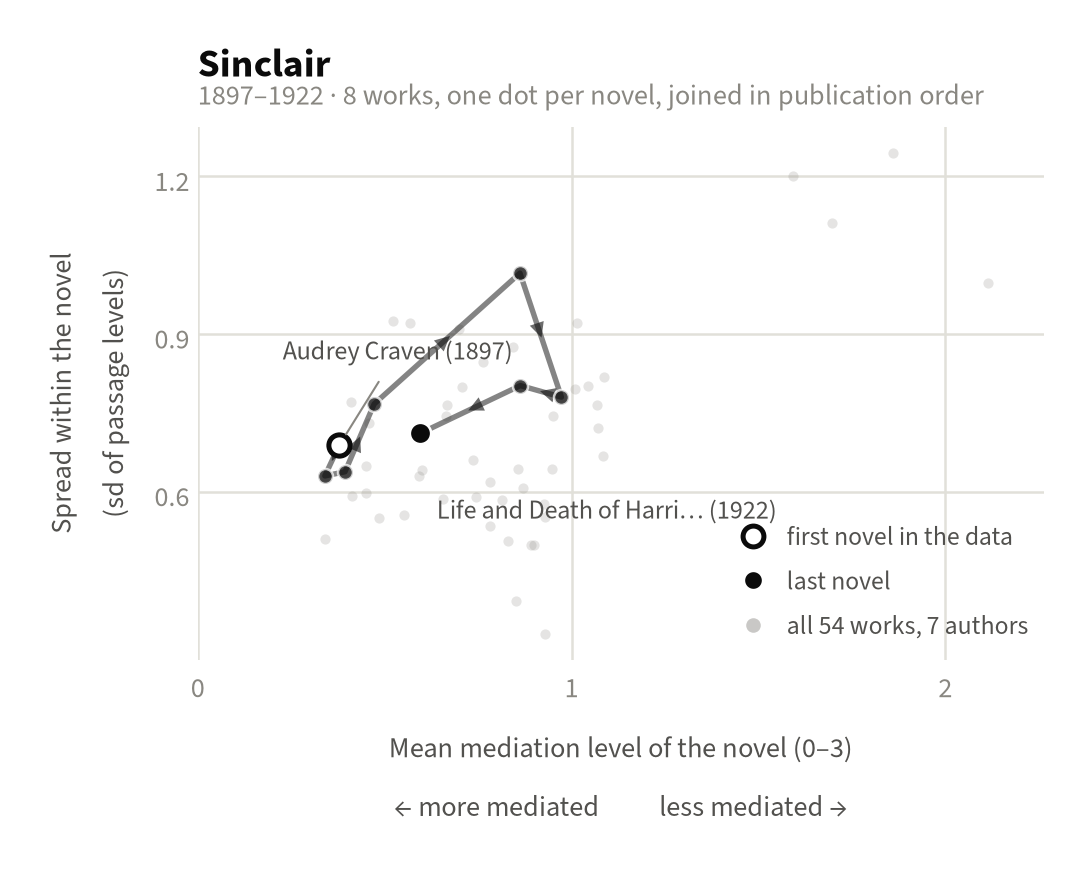 Sinclair
1897–1922 · 8 works, one dot per novel, joined in publication order
Spread within the novel
(sd of passage levels)
1.2
0.9
0.6
Audrey Craven (1897)
Life and Death of Harri… (1922)
first novel in the data
last novel
all 54 works, 7 authors
0
1
2
Mean mediation level of the novel (0–3)
← more mediated less mediated →